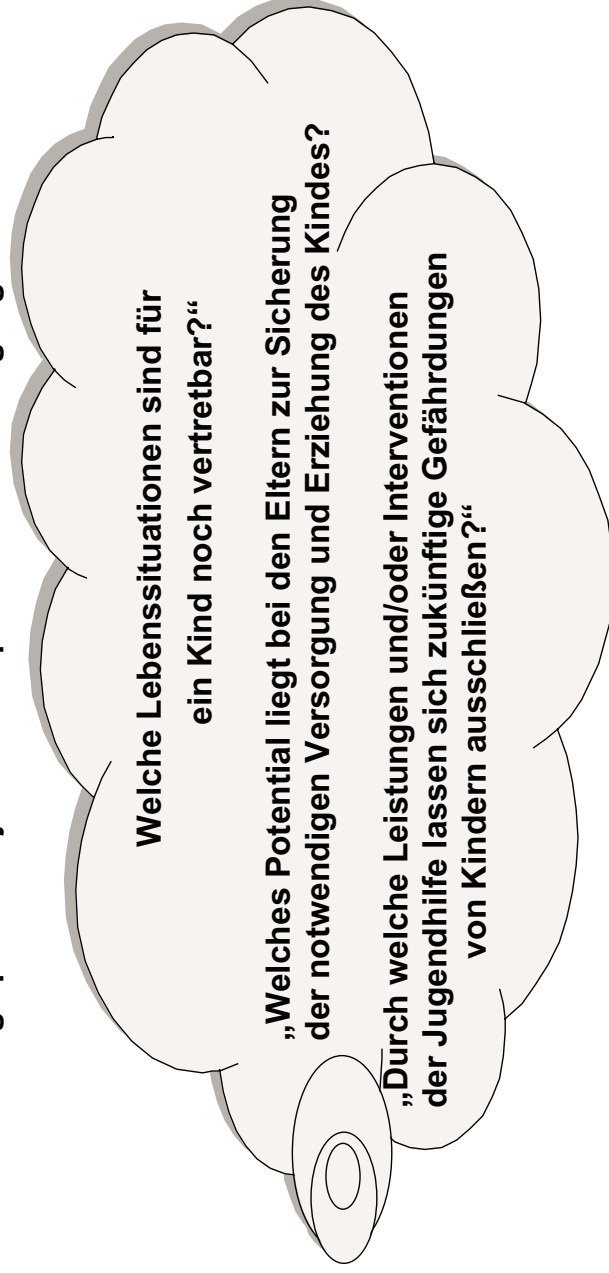 Welche Lebenssituationen sind für
ein Kind noch vertretbar?“
„Welches Potential liegt bei den Eltern zur Sicherung
der notwendigen Versorgung und Erziehung des Kindes?
„Durch welche Leistungen und/oder Interventionen
der Jugendhilfe lassen sich zukünftige Gefährdungen
von Kindern ausschließen?“